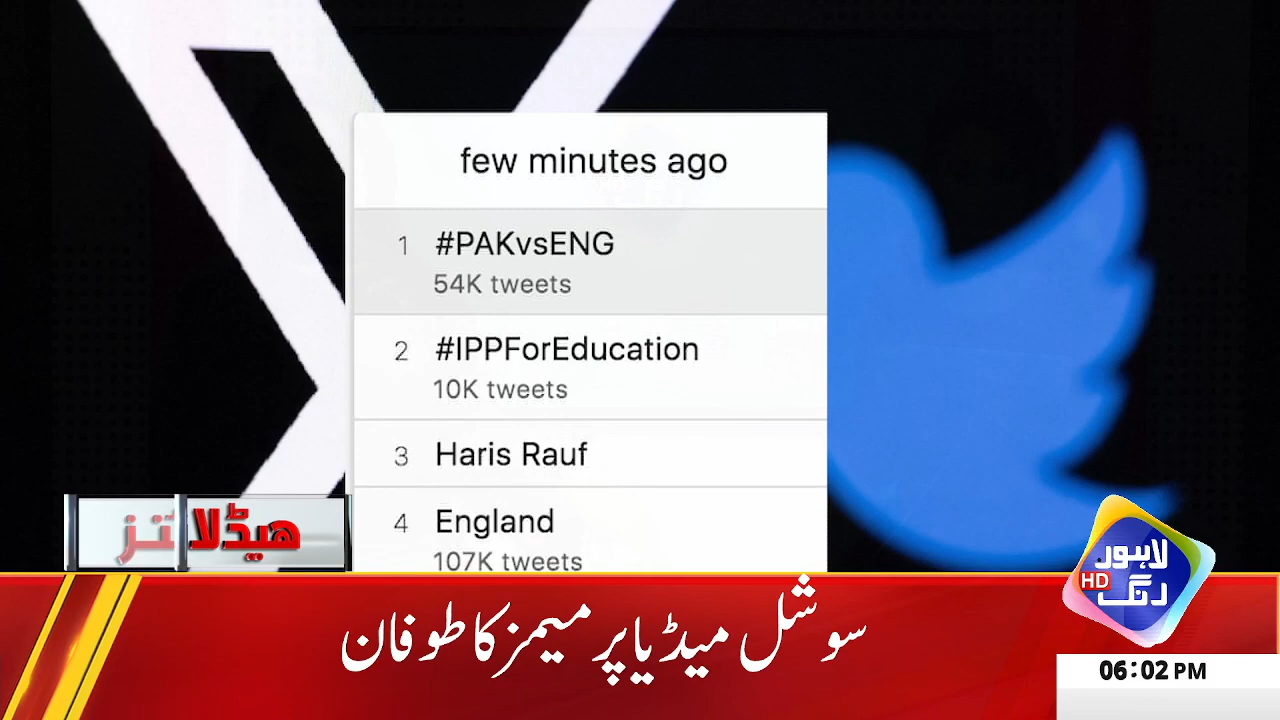 few minutes ago
1 #PAKvsENG
54K tweets
2 #IPPForEducation
10K tweets
3 Haris Rauf
4 England
107K tweets
ہیڈلائنز
لاہور
HD رنگ
سوشل میڈیا پر میمز کا طوفان
06:02 PM